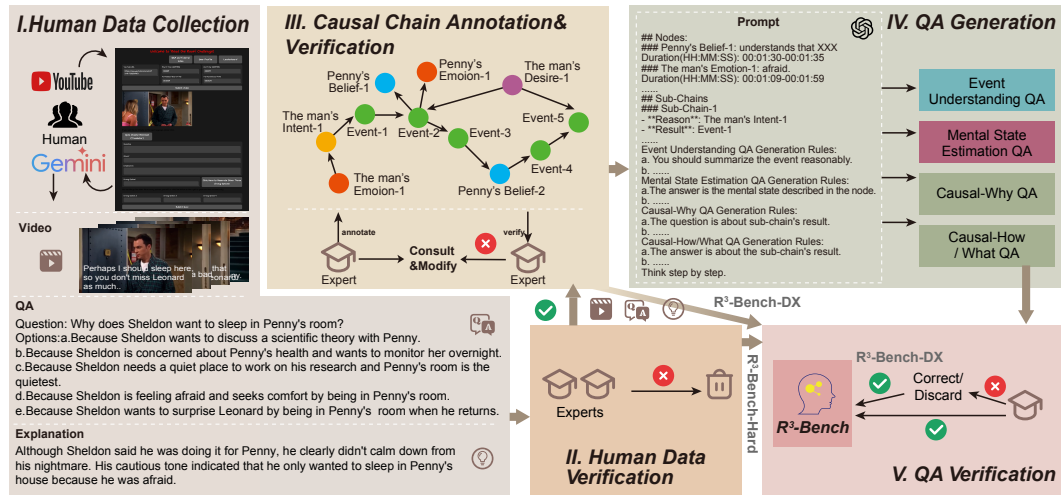 I.Human Data Collection
YouTube
Human
Gemini
Video
Perhaps I should sleep here,
so you don't miss Leonard
as much..
a bad
that
onary.
QA
Question: Why does Sheldon want to sleep in Penny's room?
Options:a.Because Sheldon wants to discuss a scientific theory with Penny.
b.Because Sheldon is concerned about Penny's health and wants to monitor her overnight.
c.Because Sheldon needs a quiet place to work on his research and Penny's room is the
quietest.
d.Because Sheldon is feeling afraid and seeks comfort by being in Penny's room.
e.Because Sheldon wants to surprise Leonard by being in Penny's room when he returns.
Explanation
Although Sheldon said he was doing it for Penny, he clearly didn't calm down from
his nightmare. His cautious tone indicated that he only wanted to sleep in Penny's
house because he was afraid.
III. Causal Chain Annotation&
Verification
Penny's
Belief-1
Penny's
Emoion-1
The man's
Desire-1
The man's
Intent-1
Event-1
Event-2
Event-3
Event-5
Event-4
The man's
Emoion-1
Penny's Belief-2
annotate
verify
Consult
&Modify
Expert
Expert
Q
A
Experts
II. Human Data
Verification
Prompt
## Nodes:
### Penny's Belief-1: understands that XXX
Duration(HH:MM:SS): 00:01:30-00:01:35
### The man's Emotion-1: afraid.
Duration(HH:MM:SS): 00:01:09-00:01:59
......
## Sub-Chains
### Sub-Chain-1
- **Reason**: The man's Intent-1
- **Result**: Event-1
......
Event Understanding QA Generation Rules:
a. You should summarize the event reasonably.
b. ......
Mental State Estimation QA Generation Rules:
a.The answer is the mental state described in the node.
b. ......
Causal-Why QA Generation Rules:
a.The question is about sub-chain's result.
b. ......
Causal-How/What QA Generation Rules:
a.The answer is about the sub-chain's result.
b. ......
Think step by step.
IV. QA Generation
Event
Understanding QA
Mental State
Estimation QA
Causal-Why QA
Causal-How
/ What QA
R³-Bench-DX
R³-Bench-Hard
R³-Bench-DX
Correct/
Discard
R³-Bench
V. QA Verification